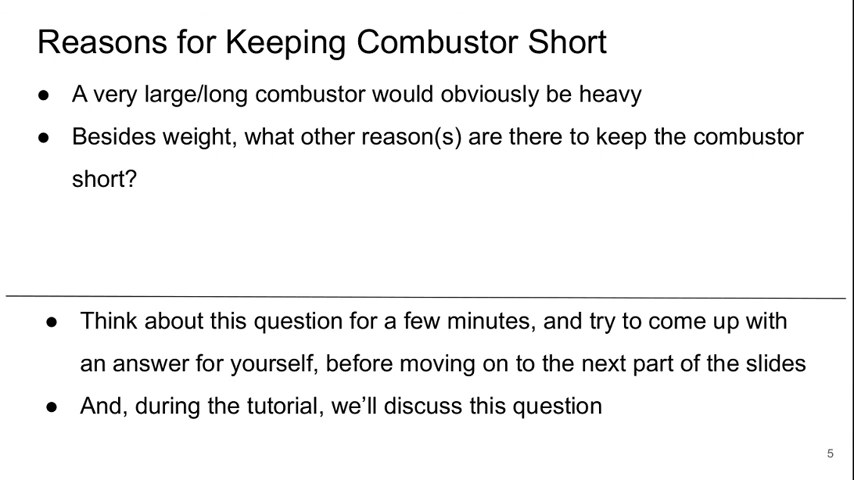 Reasons for Keeping Combustor Short
● A very large/long combustor would obviously be heavy
● Besides weight, what other reason(s) are there to keep the combustor
short?
● Think about this question for a few minutes, and try to come up with
an answer for yourself, before moving on to the next part of the slides
● And, during the tutorial, we’ll discuss this question
5